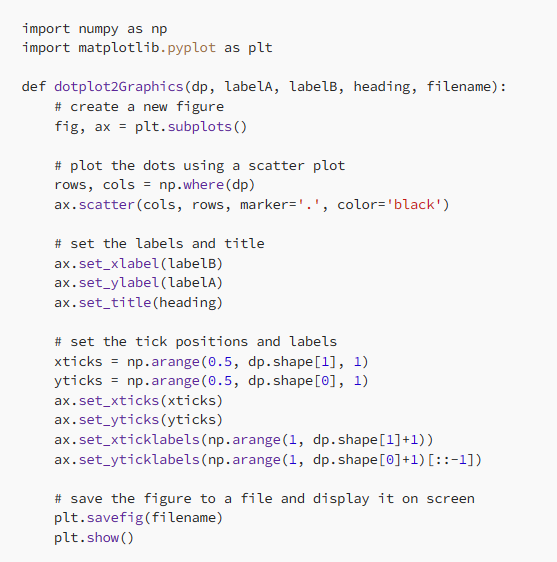 import numpy as np
import matplotlib.pyplot as plt

def dotplot2Graphics(dp, labelA, labelB, heading, filename):
    # create a new figure
    fig, ax = plt.subplots()

    # plot the dots using a scatter plot
    rows, cols = np.where(dp)
    ax.scatter(cols, rows, marker='.', color='black')

    # set the labels and title
    ax.set_xlabel(labelB)
    ax.set_ylabel(labelA)
    ax.set_title(heading)

    # set the tick positions and labels
    xticks = np.arange(0.5, dp.shape[1], 1)
    yticks = np.arange(0.5, dp.shape[0], 1)
    ax.set_xticks(xticks)
    ax.set_yticks(yticks)
    ax.set_xticklabels(np.arange(1, dp.shape[1]+1))
    ax.set_yticklabels(np.arange(1, dp.shape[0]+1)[::-1])

    # save the figure to a file and display it on screen
    plt.savefig(filename)
    plt.show()